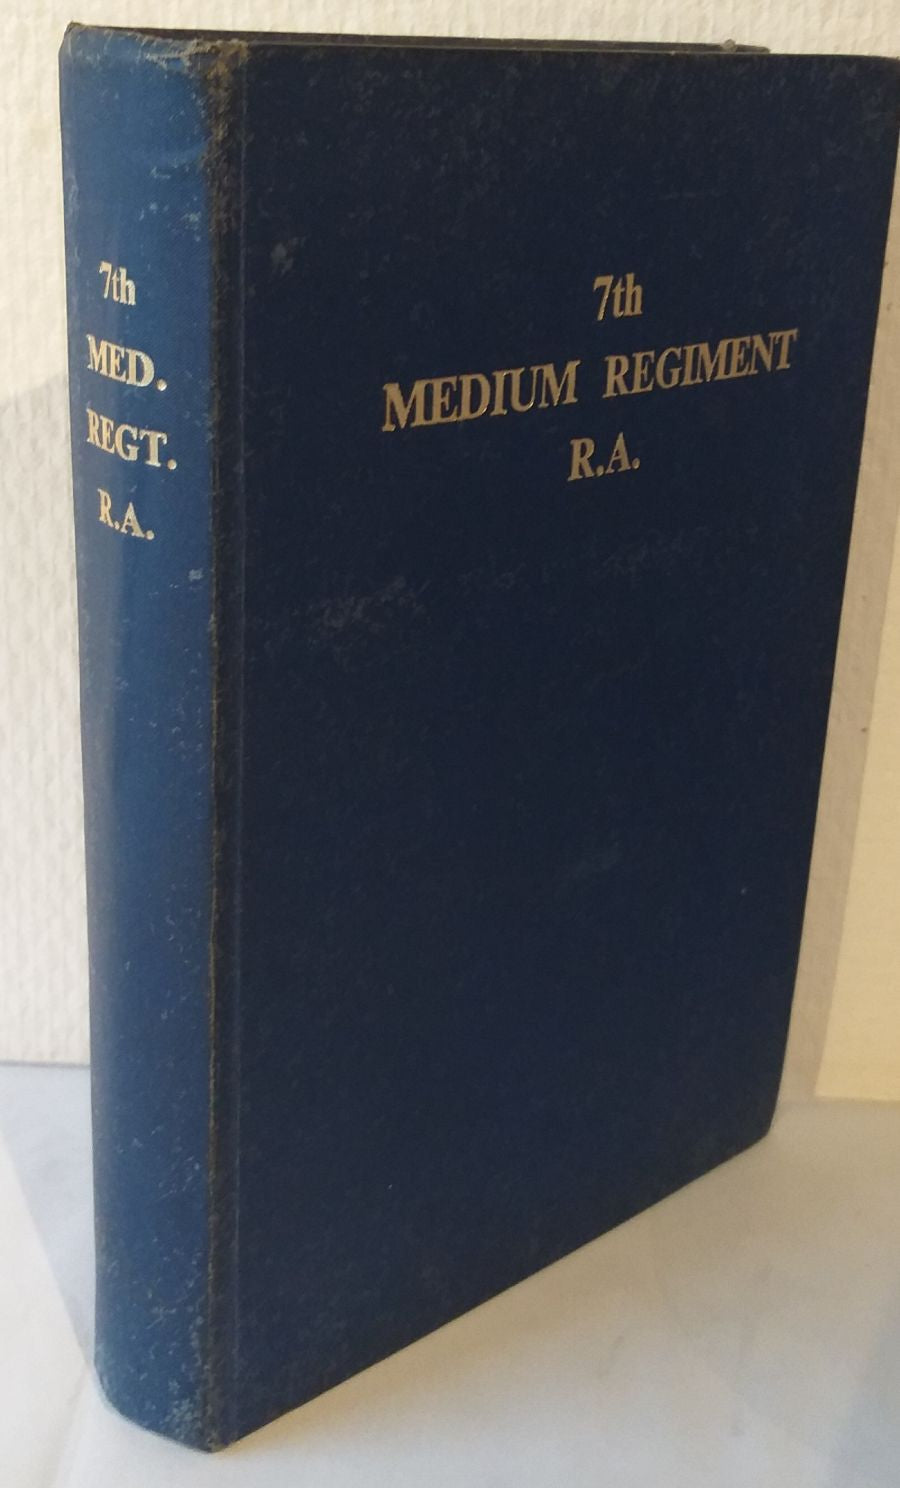 7th
MED.
REGT.
R.A.
7th
MEDIUM REGIMENT
R.A.